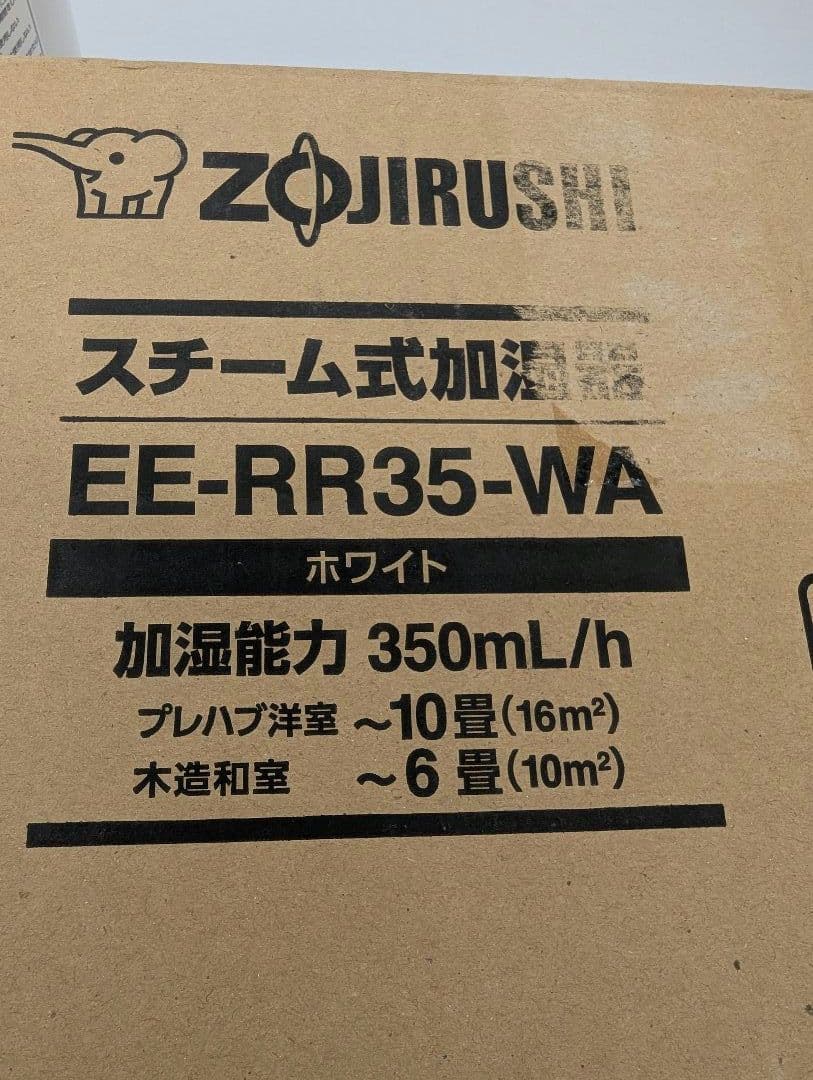 ZOJIRUSHI
スチーム式加湿器
EE-RR35-WA
ホワイト
加湿能力 350mL/h
プレハブ洋室 ～10畳(16m²)
木造和室 ～6畳(10m²)